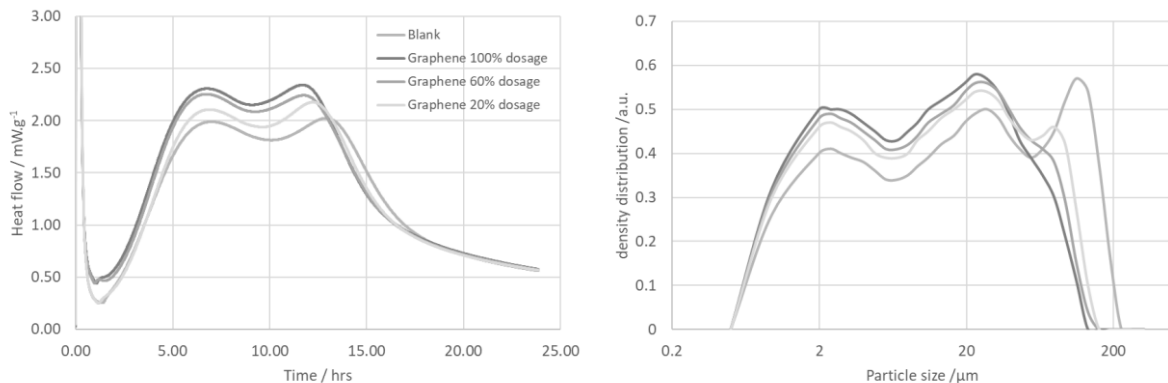 3.00
2.50
2.00
1.50
1.00
0.50
0.00
Heat flow / mW.g⁻¹
Blank
Graphene 100% dosage
Graphene 60% dosage
Graphene 20% dosage
0.00 5.00 10.00 15.00 20.00 25.00
Time / hrs
0.7
0.6
0.5
0.4
0.3
0.2
0.1
0
density distribution /a.u.
0.2 2 20 200
Particle size /µm